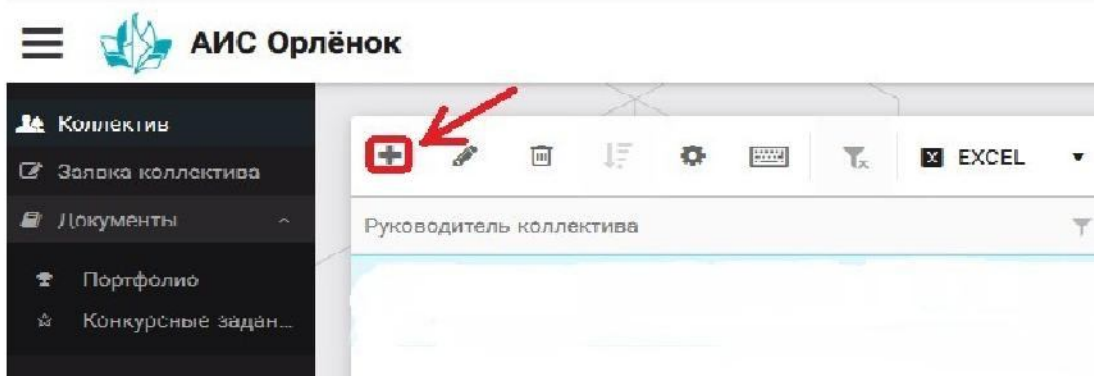 АИС Орлёнок
Коллектив
Заявка коллектива
Документы
Портфолио
Конкурсные задан...
EXCEL
Руководитель коллектива